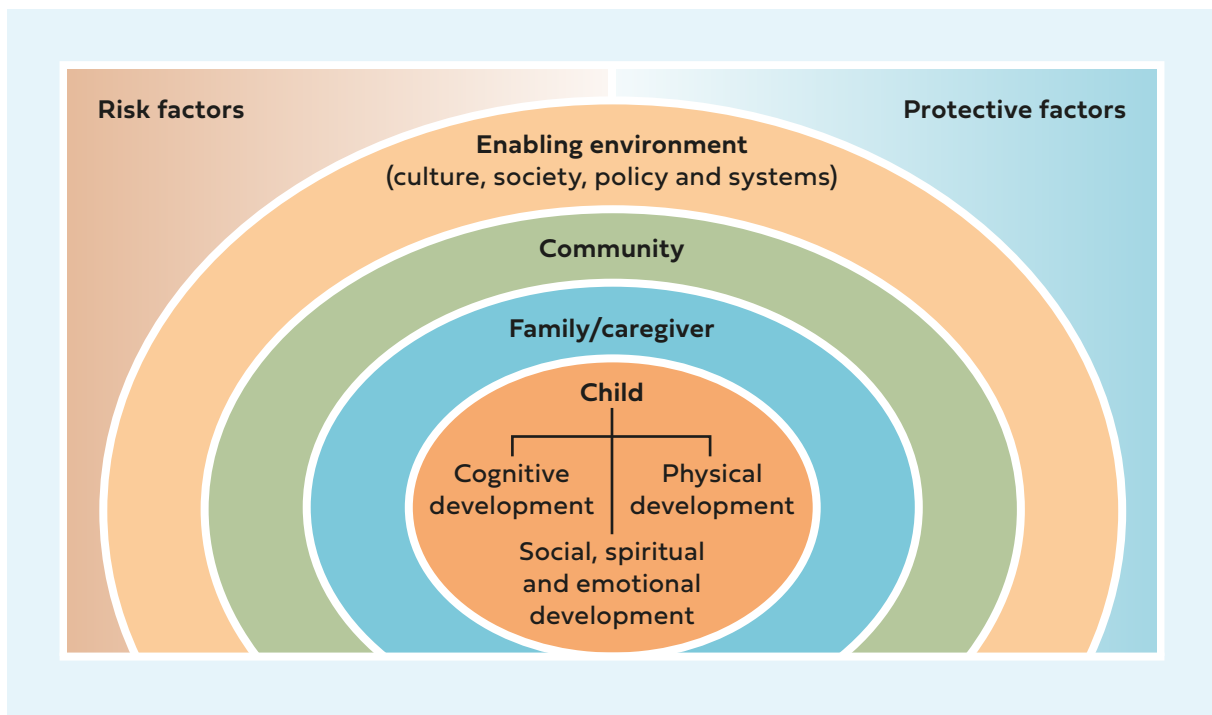 Risk factors
Protective factors
Enabling environment
(culture, society, policy and systems)
Community
Family/caregiver
Child
Cognitive
development
Physical
development
Social, spiritual
and emotional
development